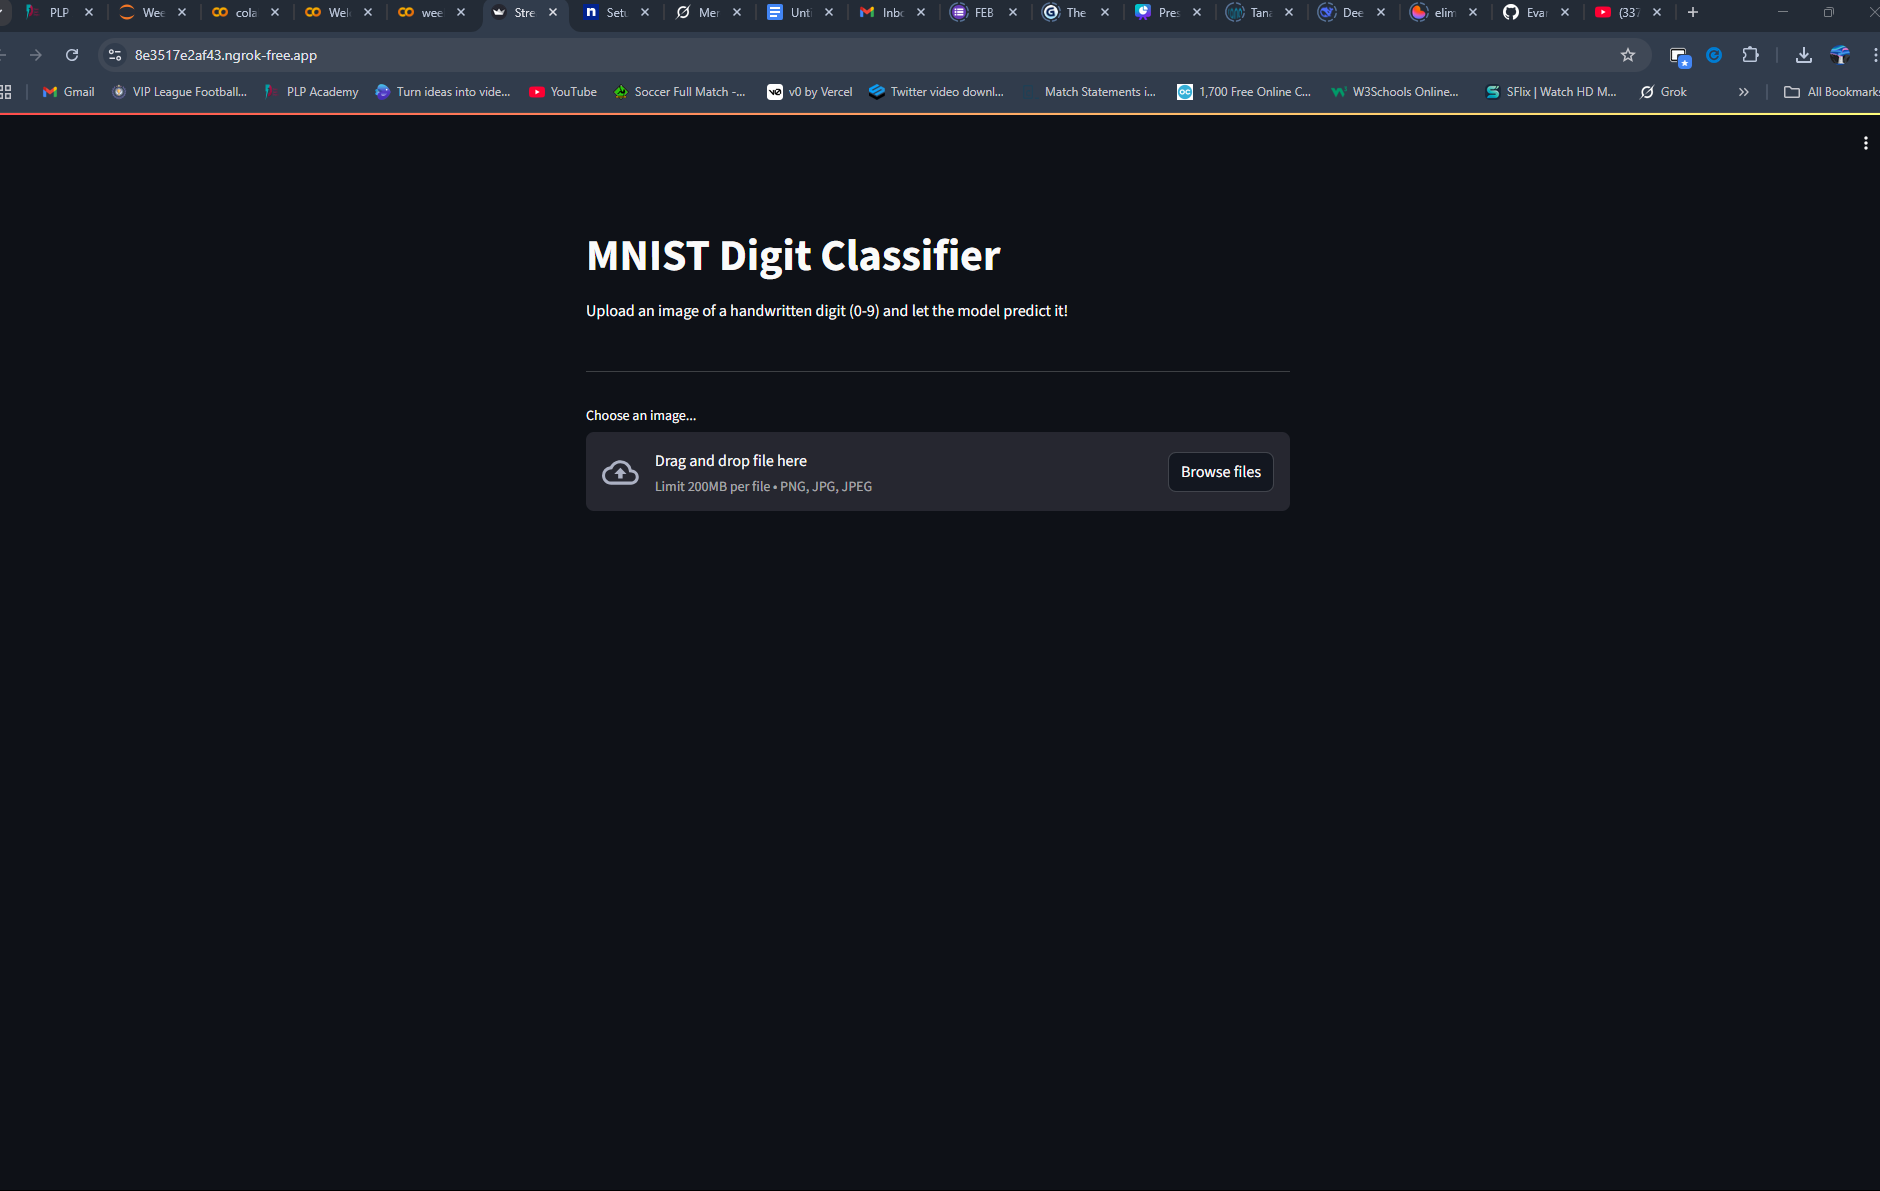 PLP Wee cola Wel wee Stre Setu Mer Unti Inbo FEB The Pres Tana Dee elim Evar (337
8e3517e2af43.ngrok-free.app
Gmail VIP League Football... PLP Academy Turn ideas into vide... YouTube Soccer Full Match -... v0 by Vercel Twitter video downl... Match Statements i... 1,700 Free Online C... W3Schools Online... SFlix | Watch HD M... Grok » All Bookmarks
MNIST Digit Classifier
Upload an image of a handwritten digit (0-9) and let the model predict it!
Choose an image...
Drag and drop file here
Limit 200MB per file • PNG, JPG, JPEG
Browse files